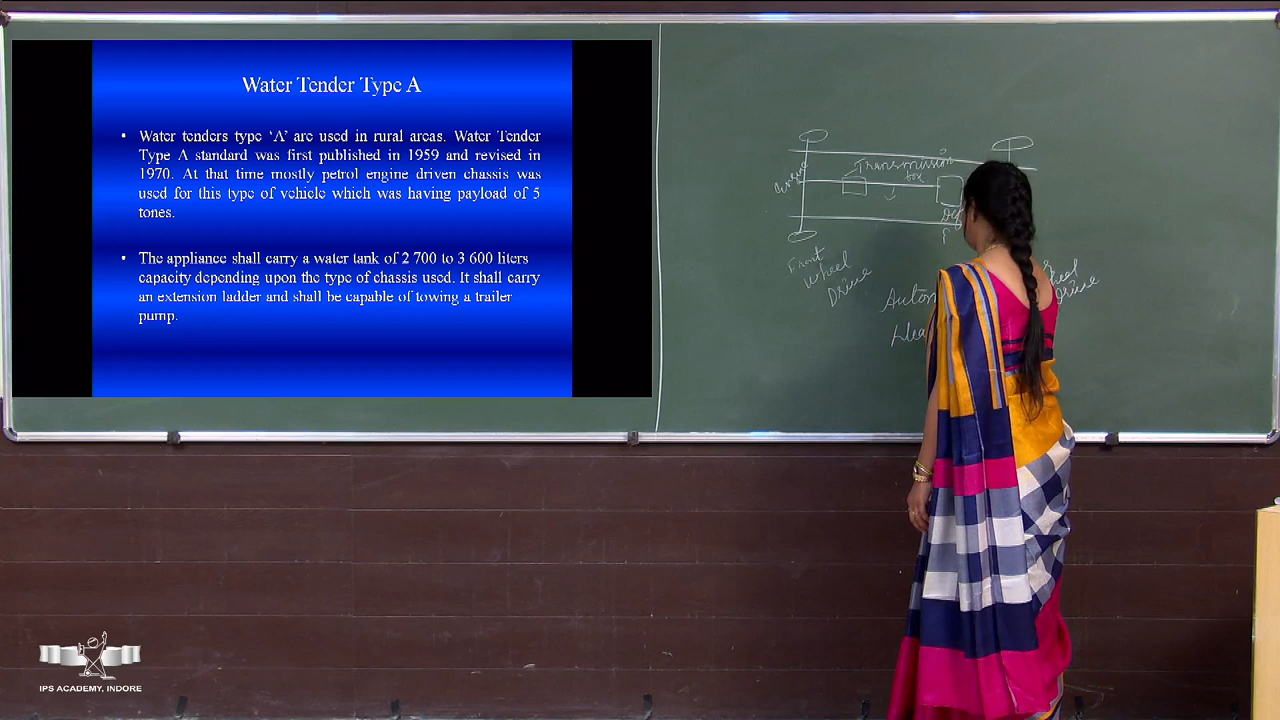 Water Tender Type A
• Water tenders type ‘A’ are used in rural areas. Water Tender
Type A standard was first published in 1959 and revised in
1970. At that time mostly petrol engine driven chassis was
used for this type of vehicle which was having payload of 5
tones.
• The appliance shall carry a water tank of 2 700 to 3 600 liters
capacity depending upon the type of chassis used. It shall carry
an extension ladder and shall be capable of towing a trailer
pump.
Transmission
box
Front
Wheel
Drive
IPS ACADEMY, INDORE